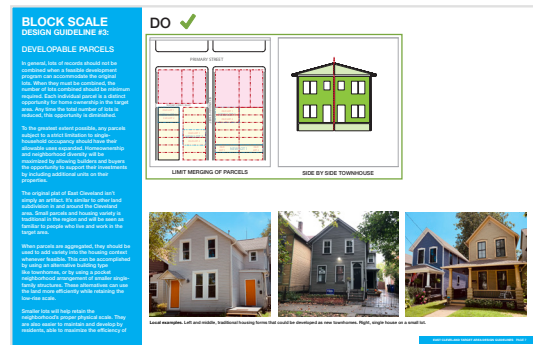 BLOCK SCALE
DESIGN GUIDELINE #3:
DEVELOPABLE PARCELS
In general, lots of records should not be
combined when a feasible development
program can accommodate the original
lots. When they must be combined, the
number of lots combined should be minimum
required. Each individual parcel is a distinct
opportunity for home ownership in the target
area. Any time the total number of lots is
reduced, this opportunity is diminished.
To the greatest extent possible, any parcels
subject to a strict limitation to single-
household occupancy should have their
allowable uses expanded. Homeownership
and neighborhood diversity will be
maximized by allowing builders and buyers
the opportunity to support their investments
by including additional units on their
properties.
The original plat of East Cleveland isn't
simply an artifact. It's similar to other land
subdivision in and around the Cleveland
area. Small parcels and housing variety is
traditional in the region and will be seen as
familiar to people who live and work in the
target area.
When parcels are aggregated, they should be
used to add variety into the housing context
whenever feasible. This can be accomplished
by using an alternative building type
like townhomes, or by using a pocket
neighborhood arrangement of smaller single-
family structures. These alternatives can use
the land more efficiently while retaining the
low-rise scale.
Smaller lots will help retain the
neighborhood's proper physical scale. They
are also easier to maintain and develop by
residents, able to maximize the efficiency of
DO
PRIMARY STREET
LIMIT MERGING OF PARCELS
SIDE BY SIDE TOWNHOUSE
Local examples. Left and middle, traditional housing forms that could be developed as new townhomes. Right, single house on a small lot.